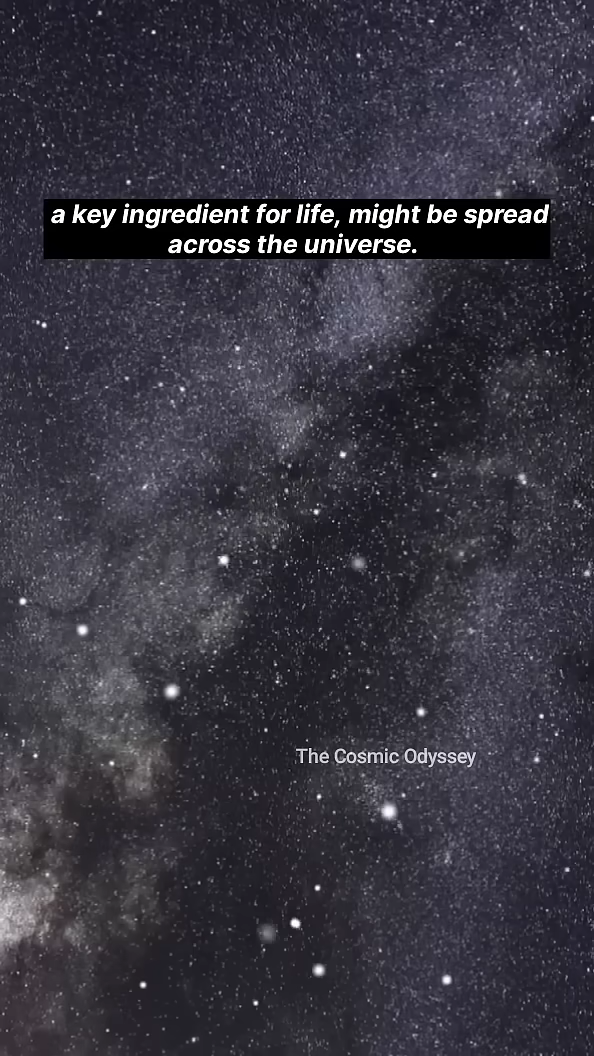 a key ingredient for life, might be spread
across the universe.
The Cosmic Odyssey